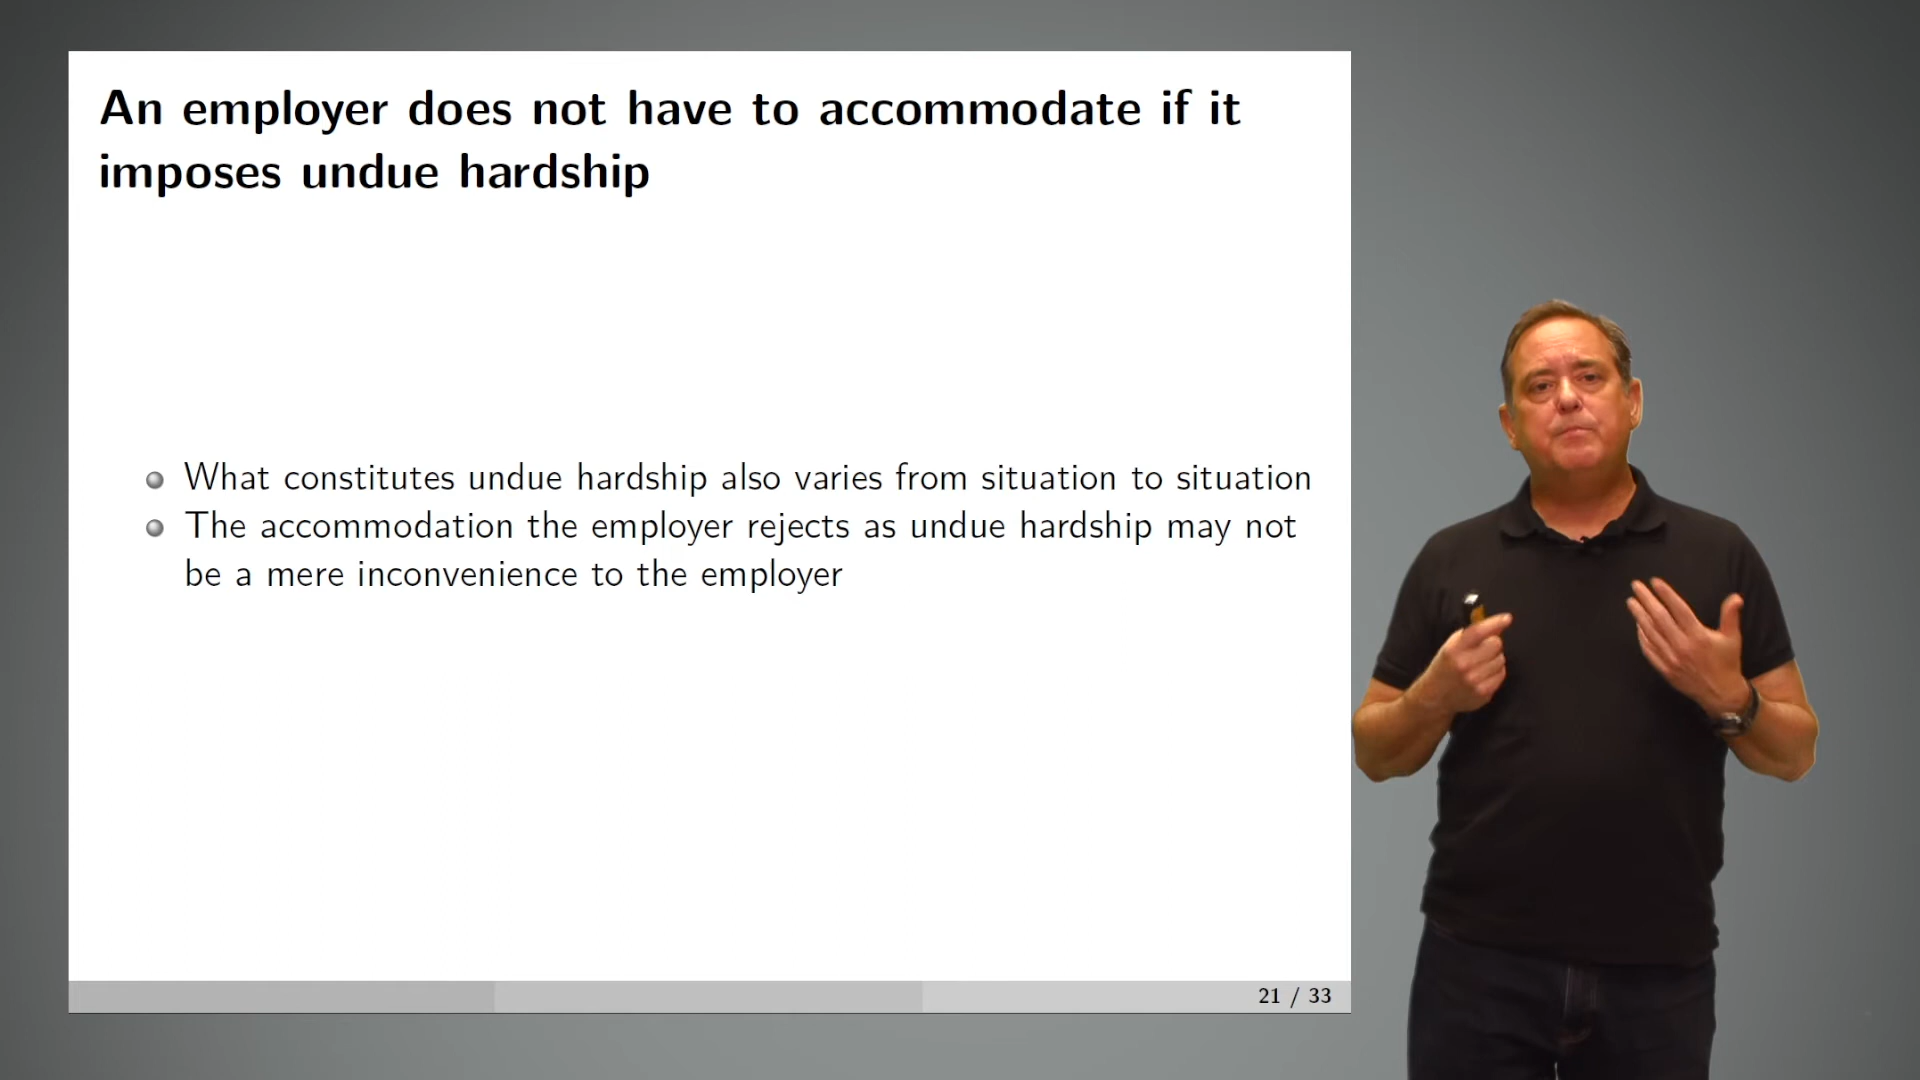 An employer does not have to accommodate if it
imposes undue hardship
What constitutes undue hardship also varies from situation to situation
The accommodation the employer rejects as undue hardship may not
be a mere inconvenience to the employer
21 / 33